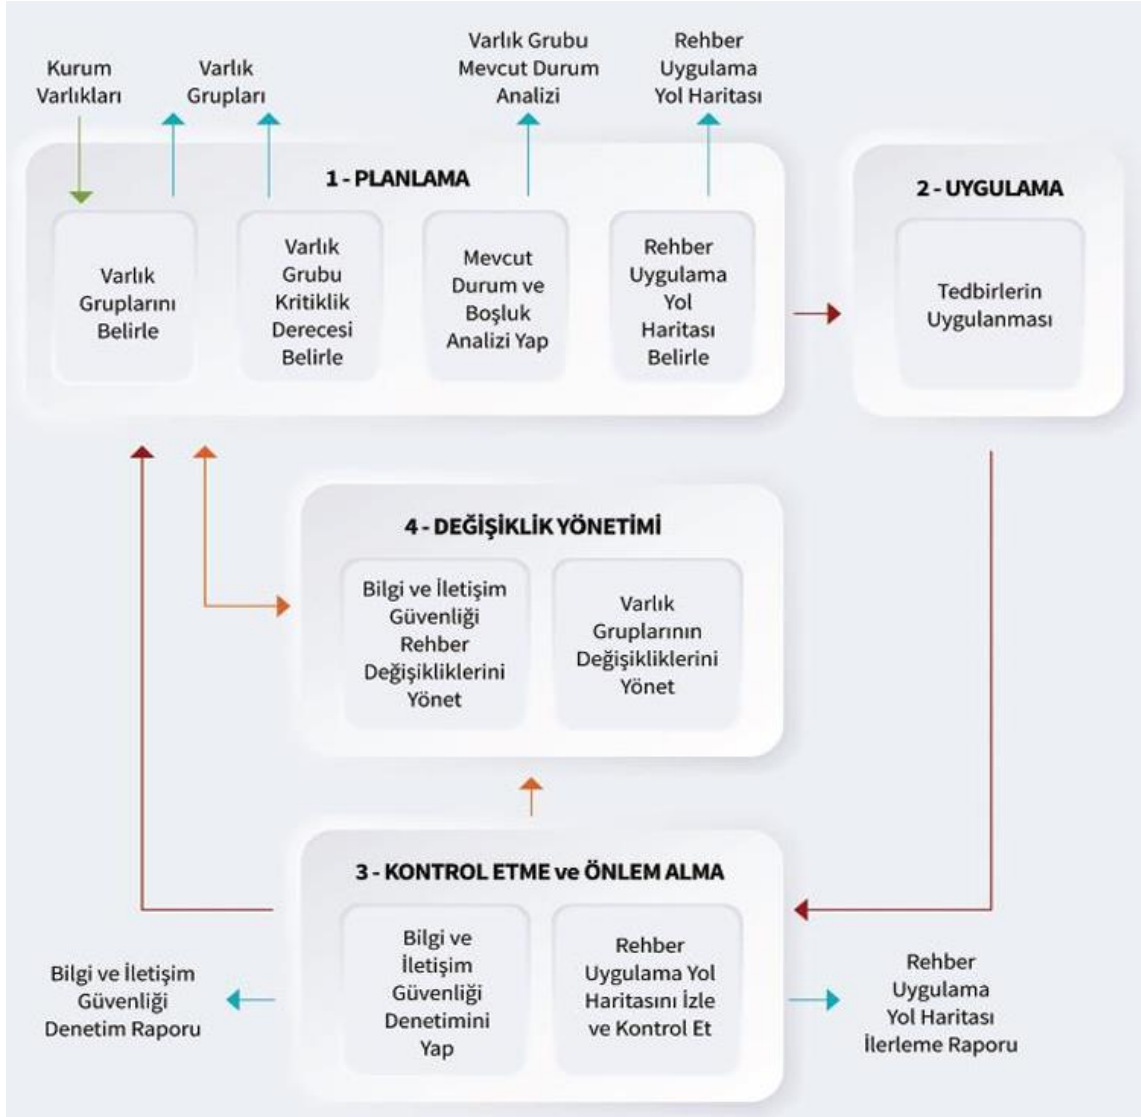 Kurum
Varlıkları
Varlık
Grupları
Varlık Grubu
Mevcut Durum
Analizi
Rehber
Uygulama
Yol Haritası
1 - PLANLAMA
Varlık
Gruplarını
Belirle
Varlık
Grubu
Kritiklik
Derecesi
Belirle
Mevcut
Durum ve
Boşluk
Analizi Yap
Rehber
Uygulama
Yol
Haritası
Belirle
2 - UYGULAMA
Tedbirlerin
Uygulanması
4 - DEĞİŞİKLİK YÖNETİMİ
Bilgi ve İletişim
Güvenliği
Rehber
Değişikliklerini
Yönet
Varlık
Gruplarının
Değişikliklerini
Yönet
3 - KONTROL ETME ve ÖNLEM ALMA
Bilgi ve
İletişim
Güvenliği
Denetimini
Yap
Rehber
Uygulama Yol
Haritasını İzle
ve Kontrol Et
Bilgi ve İletişim
Güvenliği
Denetim Raporu
Rehber
Uygulama
Yol Haritası
İlerleme Raporu